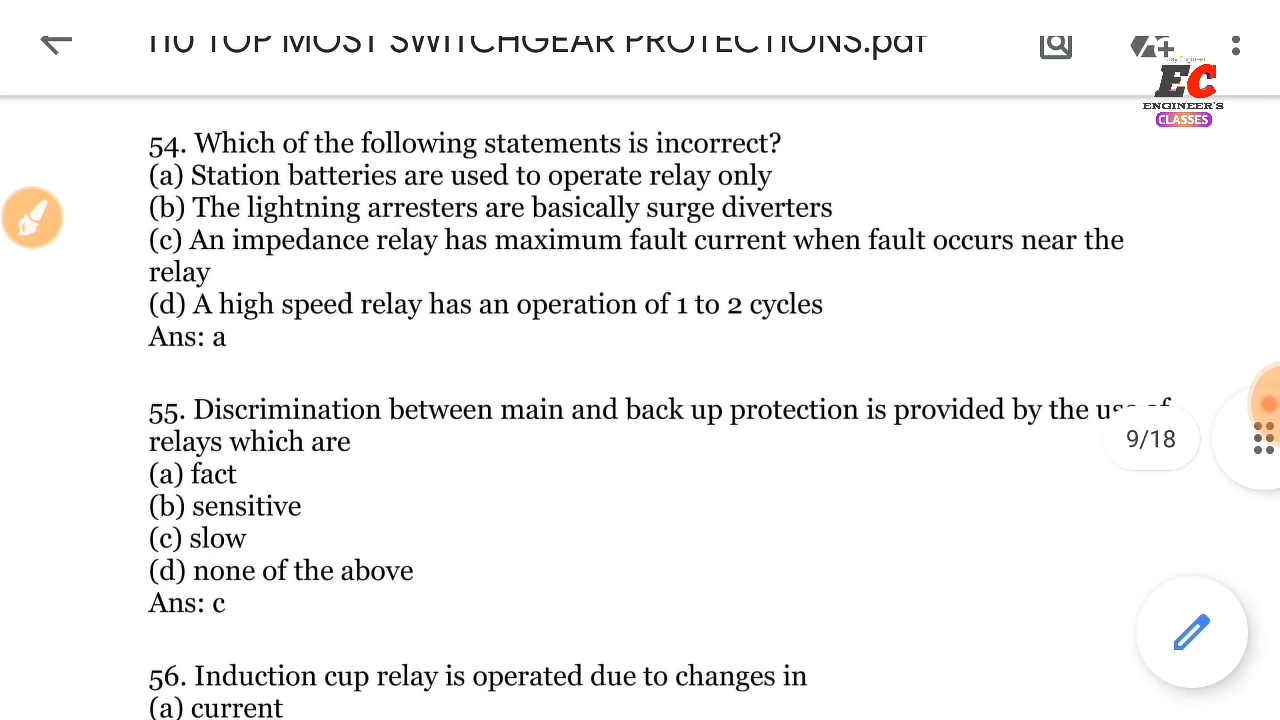 110 TOP MOST SWITCHGEAR PROTECTIONS.pdf
EC
ENGINEER'S
CLASSES
54. Which of the following statements is incorrect?
(a) Station batteries are used to operate relay only
(b) The lightning arresters are basically surge diverters
(c) An impedance relay has maximum fault current when fault occurs near the
relay
(d) A high speed relay has an operation of 1 to 2 cycles
Ans: a
55. Discrimination between main and back up protection is provided by the use of
relays which are
9/18
(a) fact
(b) sensitive
(c) slow
(d) none of the above
Ans: c
56. Induction cup relay is operated due to changes in
(a) current